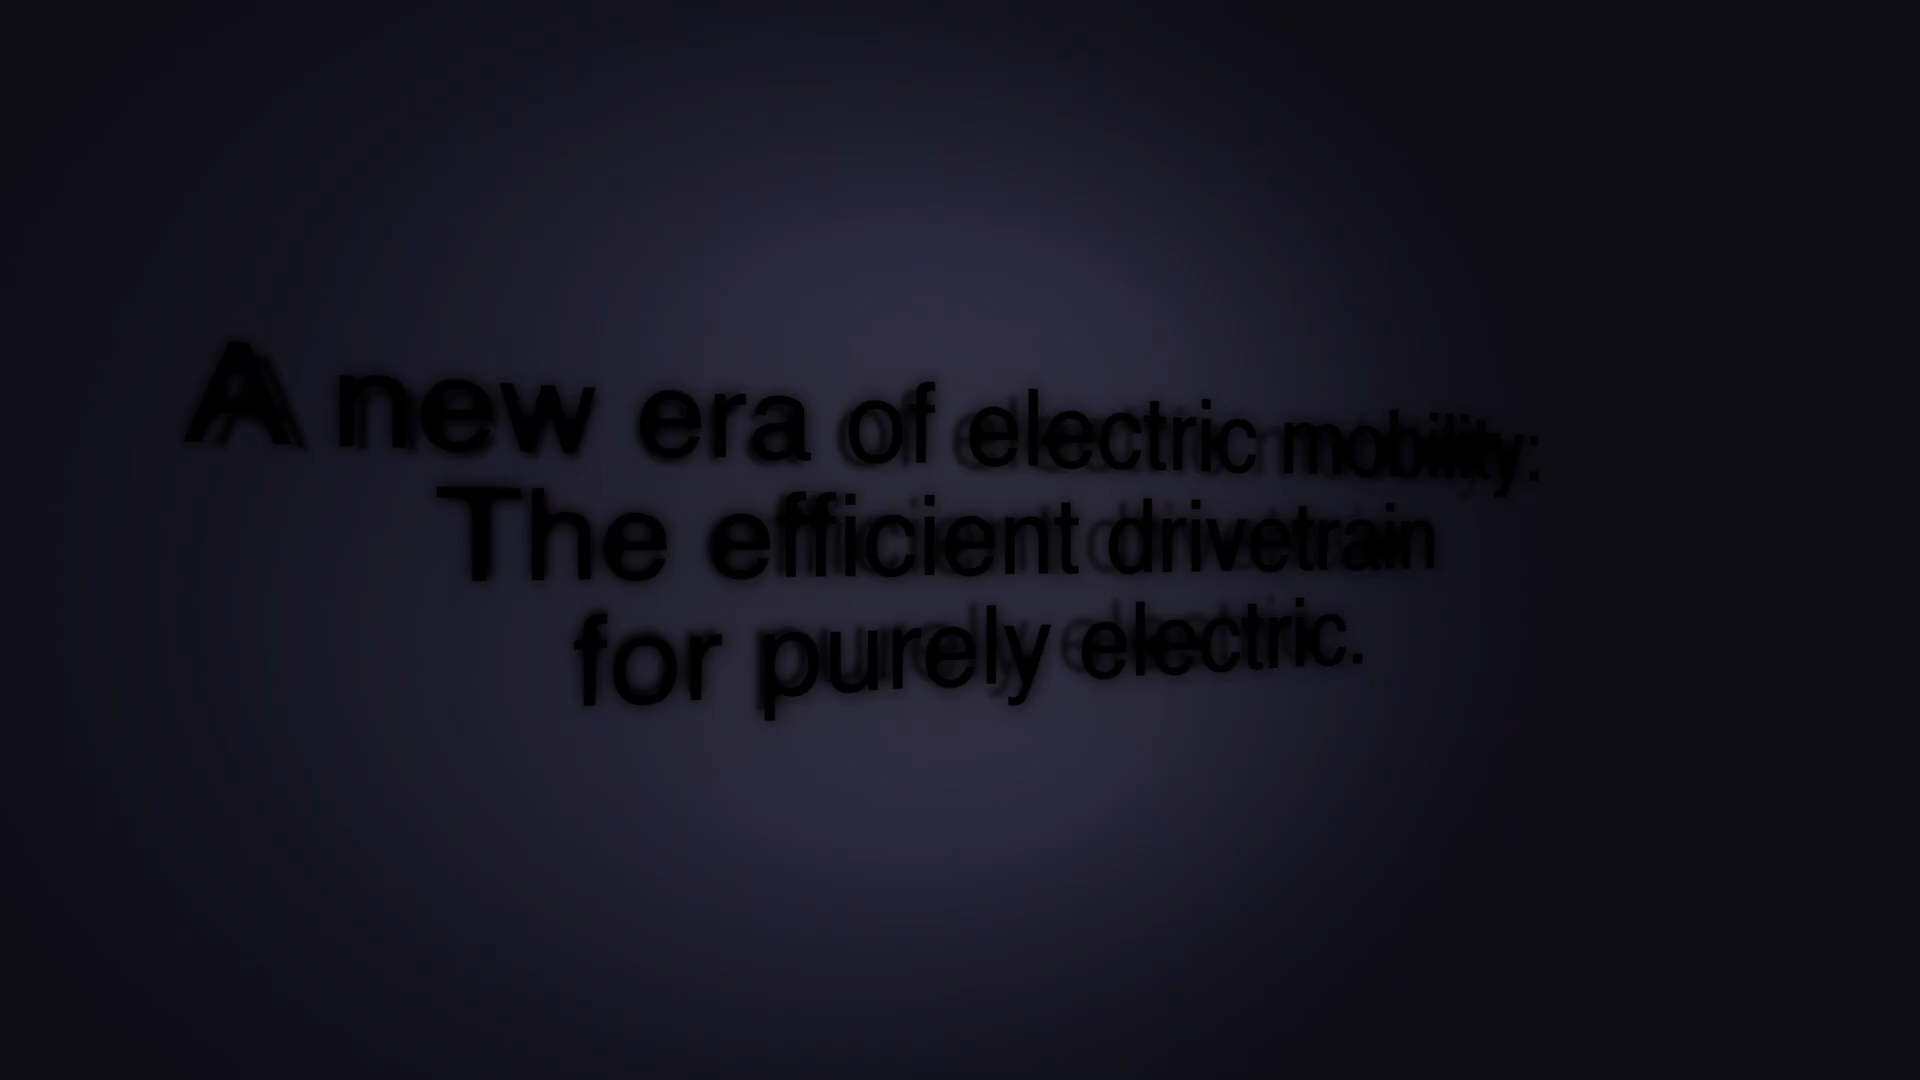 A new era of electric mobility:
The efficient drivetrain
for purely electric.